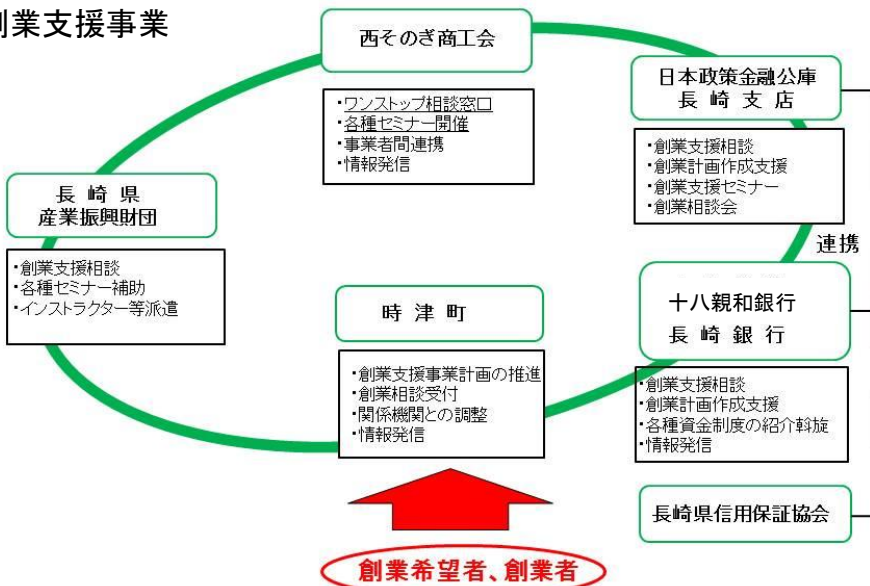 創業支援事業
西そのぎ商工会
・ワンストップ相談窓口
・各種セミナー開催
・事業者間連携
・情報発信
日本政策金融公庫
長崎支店
・創業支援相談
・創業計画作成支援
・創業支援セミナー
・創業相談会
長崎県
産業振興財団
・創業支援相談
・各種セミナー補助
・インストラクター等派遣
連携
時津町
・創業支援事業計画の推進
・創業相談受付
・関係機関との調整
・情報発信
十八親和銀行
長崎銀行
・創業支援相談
・創業計画作成支援
・各種資金制度の紹介斡旋
・情報発信
長崎県信用保証協会
創業希望者、創業者